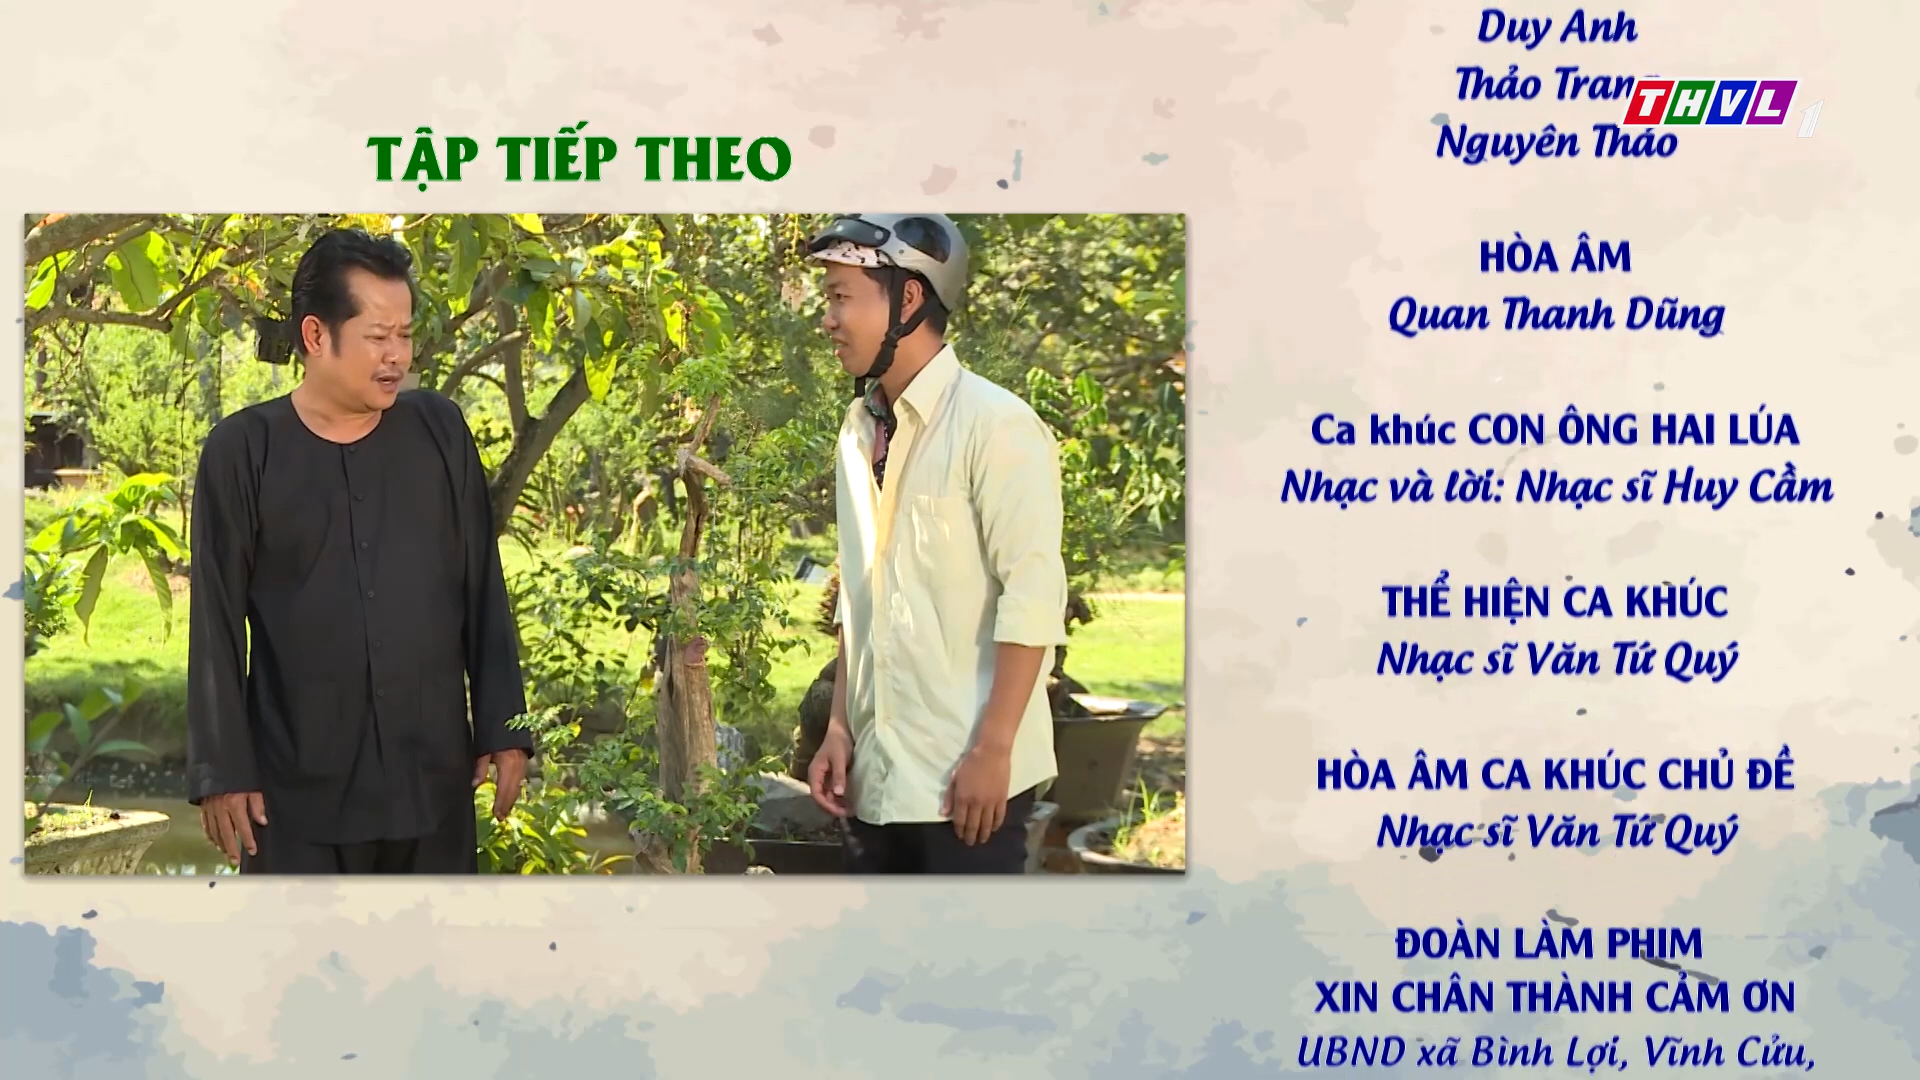 TẬP TIẾP THEO
Duy Anh
Thảo Trang
Nguyên Thảo
THVL 1
HÒA ÂM
Quan Thanh Dũng
Ca khúc CON ÔNG HAI LÚA
Nhạc và lời: Nhạc sĩ Huy Cầm
THỂ HIỆN CA KHÚC
Nhạc sĩ Văn Tứ Quý
HÒA ÂM CA KHÚC CHỦ ĐỀ
Nhạc sĩ Văn Tứ Quý
ĐOÀN LÀM PHIM
XIN CHÂN THÀNH CẢM ƠN
UBND xã Bình Lợi, Vĩnh Cửu,